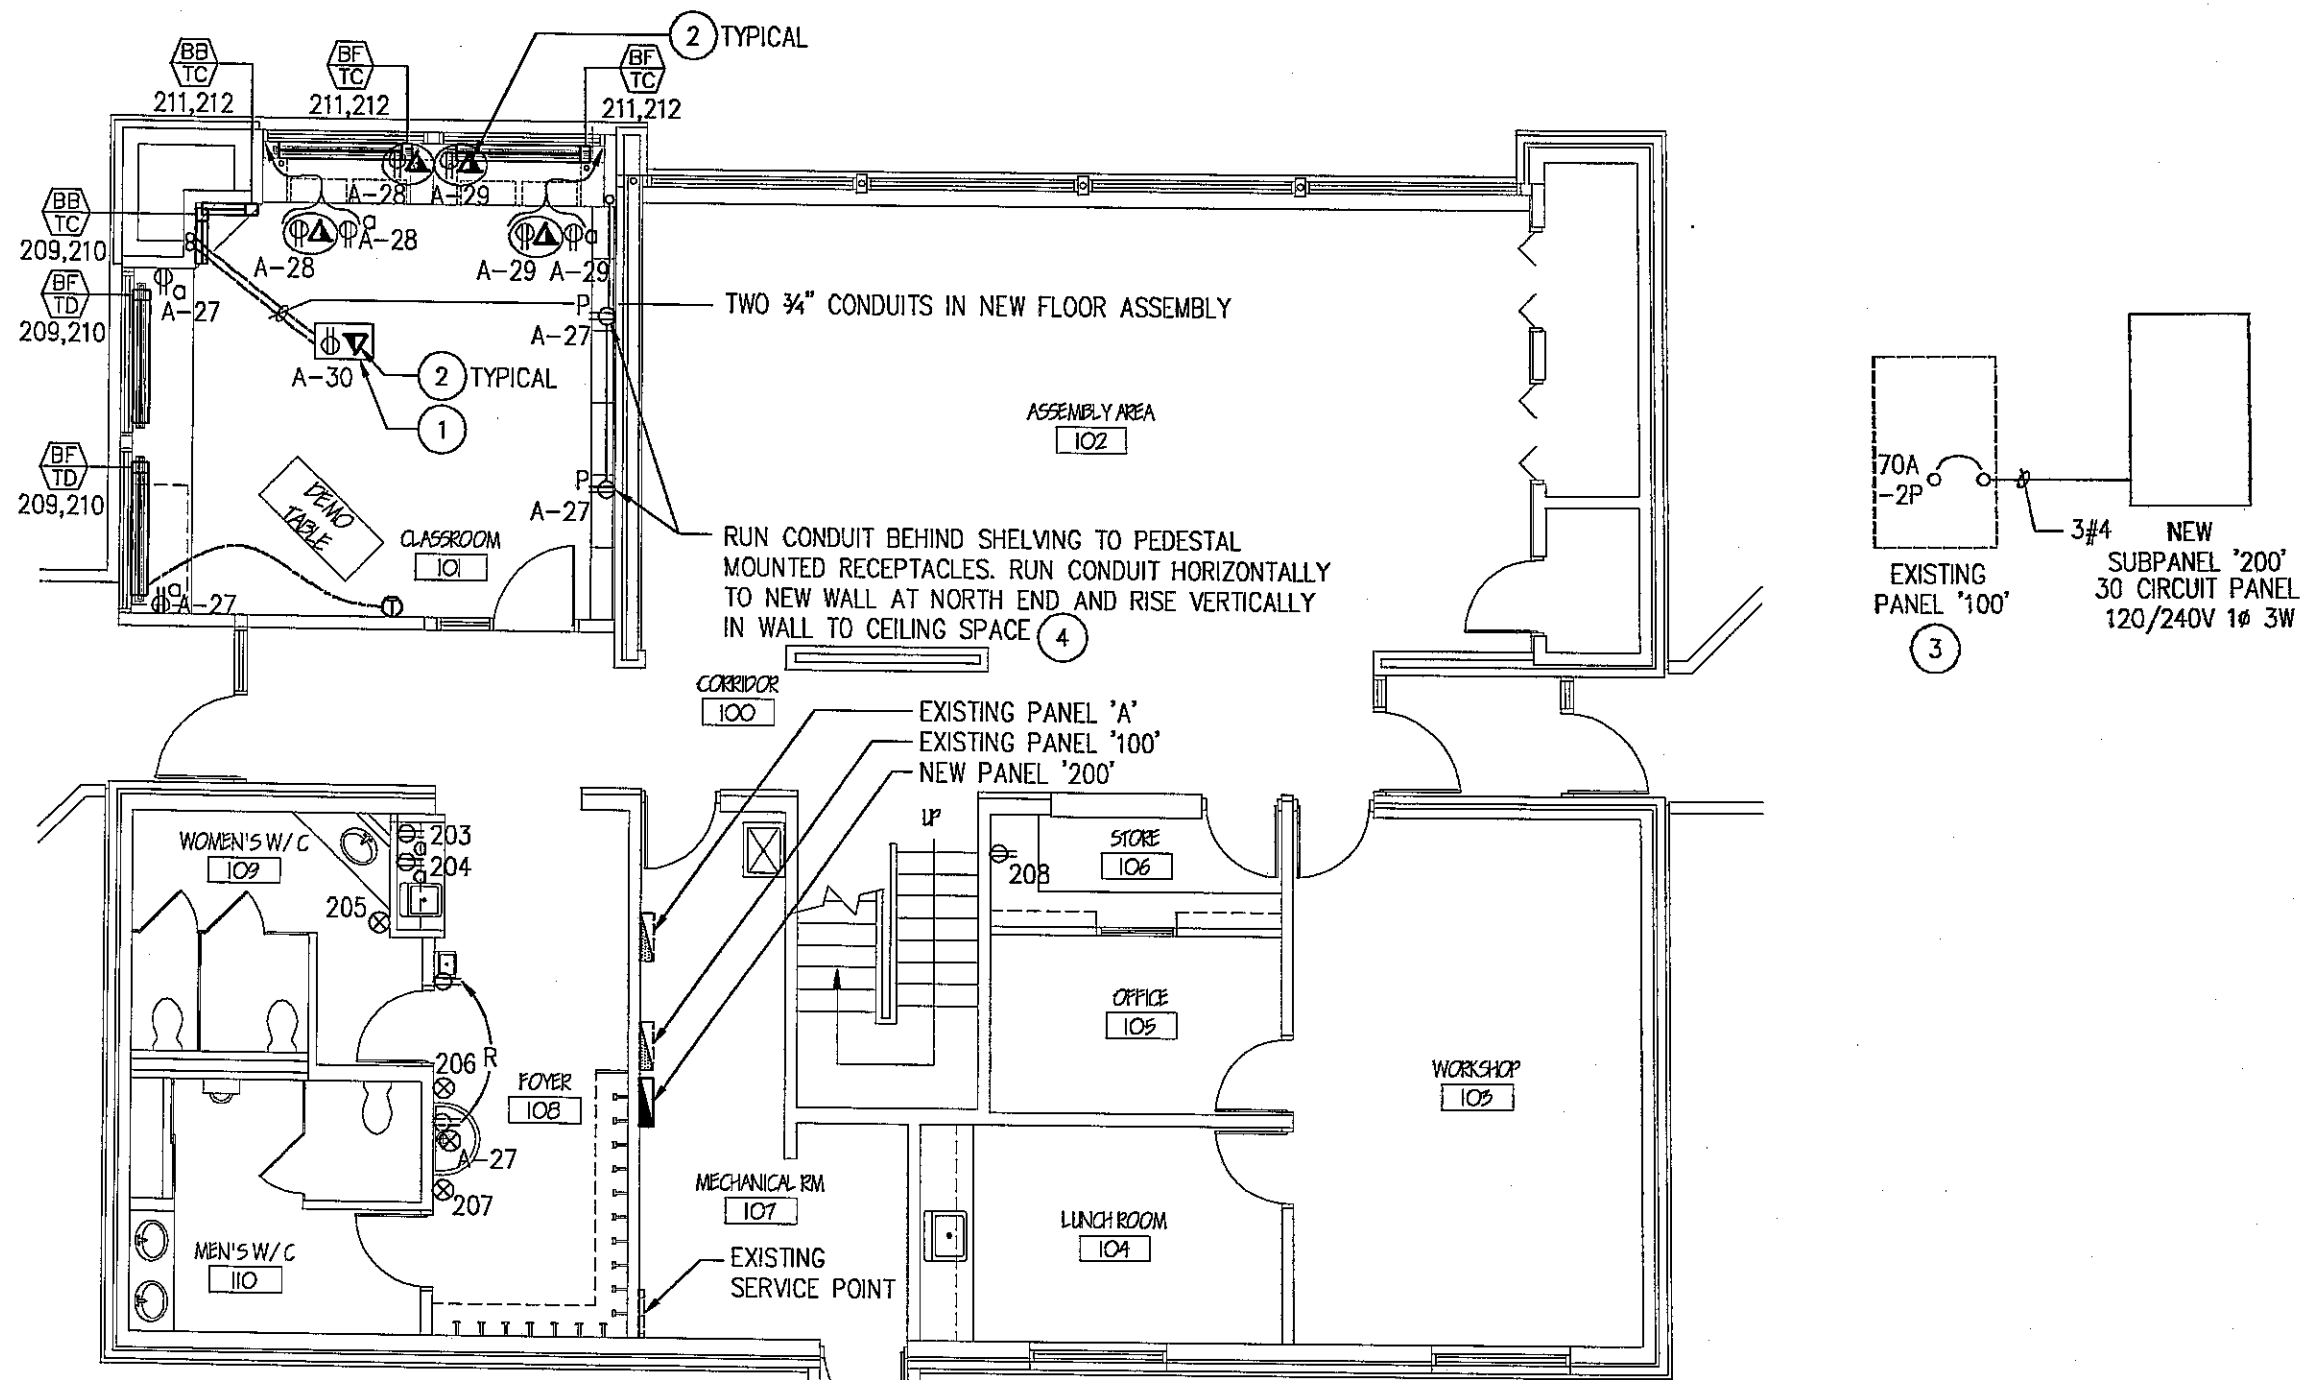 2 TYPICAL
BB
TC
211,212
BF
TC
211,212
BF
TC
211,212
A-28
A-29
BB
TC
209,210
a
A-28
a
A-28
A-29
A-29
BF
TD
209,210
a
A-27
P
A-27
TWO ¾" CONDUITS IN NEW FLOOR ASSEMBLY
A-30
2 TYPICAL
1
ASSEMBLY AREA
102
BF
TD
209,210
P
A-27
DEMO
TABLE
CLASSROOM
101
a
A-27
T
RUN CONDUIT BEHIND SHELVING TO PEDESTAL
MOUNTED RECEPTACLES. RUN CONDUIT HORIZONTALLY
TO NEW WALL AT NORTH END AND RISE VERTICALLY
IN WALL TO CEILING SPACE
4
70A
-2P
3#4
EXISTING
PANEL '100'
3
NEW
SUBPANEL '200'
30 CIRCUIT PANEL
120/240V 1ø 3W
CORRIDOR
100
EXISTING PANEL 'A'
EXISTING PANEL '100'
NEW PANEL '200'
WOMEN'S W/C
109
203
a
204
a
205
UP
STORE
106
208
206
R
FOYER
108
OFFICE
105
WORKSHOP
103
A-27
207
MECHANICAL RM
107
LUNCH ROOM
104
MEN'S W/C
110
EXISTING
SERVICE POINT